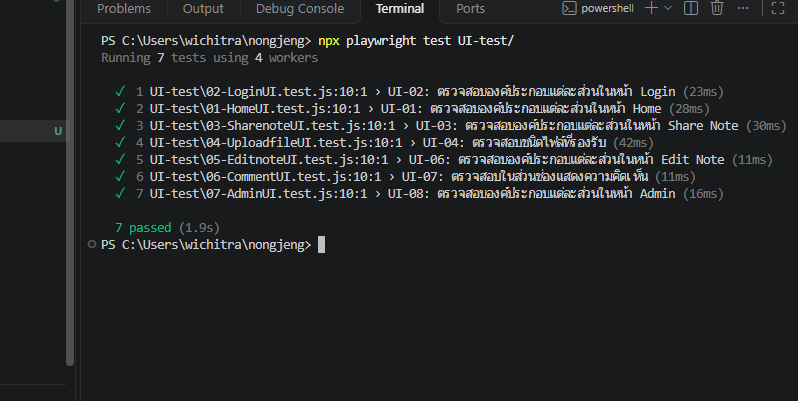 Problems Output Debug Console Terminal Ports powershell
PS C:\Users\wichitra\nongjeng> npx playwright test UI-test/
Running 7 tests using 4 workers
✓ 1 UI-test\02-LoginUI.test.js:10:1 › UI-02: ตรวจสอบองค์ประกอบแต่ละส่วนในหน้า Login (23ms)
✓ 2 UI-test\01-HomeUI.test.js:10:1 › UI-01: ตรวจสอบองค์ประกอบแต่ละส่วนในหน้า Home (28ms)
✓ 3 UI-test\03-SharenoteUI.test.js:10:1 › UI-03: ตรวจสอบองค์ประกอบแต่ละส่วนในหน้า Share Note (30ms)
✓ 4 UI-test\04-UploadfileUI.test.js:10:1 › UI-04: ตรวจสอบชนิดไฟล์ที่รองรับ (42ms)
✓ 5 UI-test\05-EditnoteUI.test.js:10:1 › UI-06: ตรวจสอบองค์ประกอบแต่ละส่วนในหน้า Edit Note (11ms)
✓ 6 UI-test\06-CommentUI.test.js:10:1 › UI-07: ตรวจสอบในส่วนช่องแสดงความคิดเห็น (11ms)
U
✓ 7 UI-test\07-AdminUI.test.js:10:1 › UI-08: ตรวจสอบองค์ประกอบแต่ละส่วนในหน้า Admin (16ms)
7 passed (1.9s)
PS C:\Users\wichitra\nongjeng>